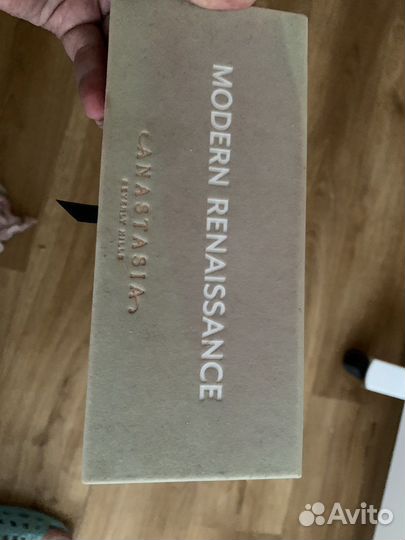 MODERN RENAISSANCE
ANASTASIA
BEVERLY HILLS
Avito